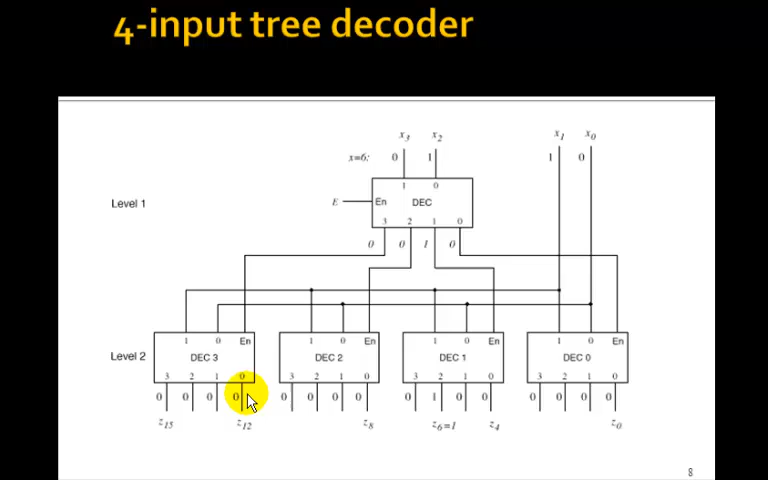 4-input tree decoder
x3 x2 x1 x0
x=6: 0 1 1 0
1 0
Level 1 E En DEC
3 2 1 0
0 0 1 0
1 0 En 1 0 En 1 0 En 1 0 En
Level 2 DEC 3 DEC 2 DEC 1 DEC 0
3 2 1 0 3 2 1 0 3 2 1 0 3 2 1 0
0 0 0 0 0 0 0 0 0 1 0 0 0 0 0 0
z15 z12 z8 z6=1 z4 z0
8